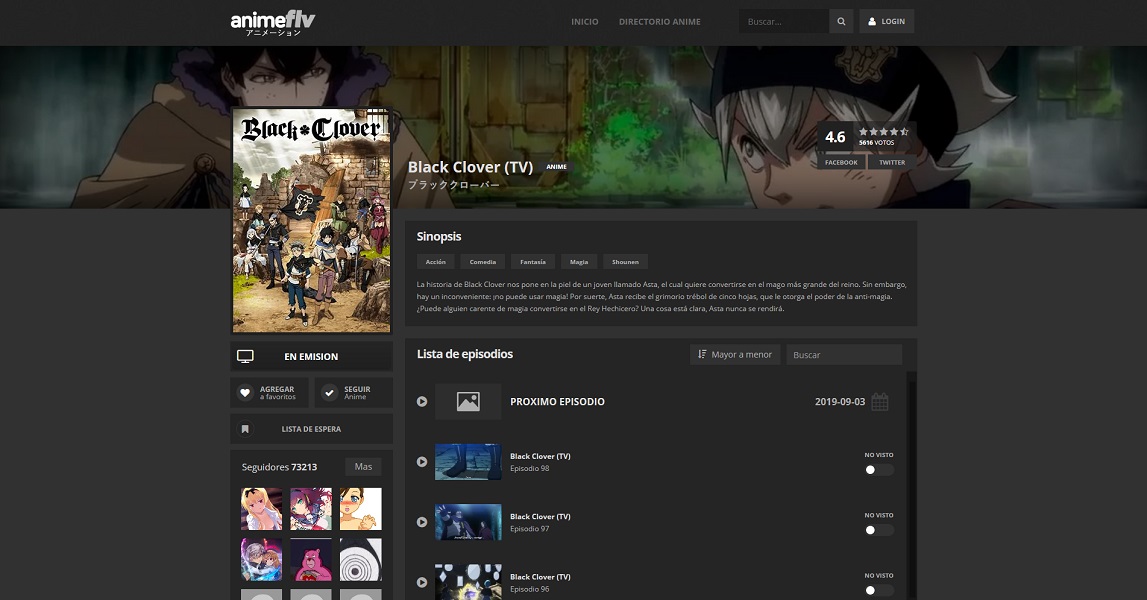 animeflv
アニメーション
INICIO
DIRECTORIO ANIME
Buscar...
LOGIN
Black Clover
Black Clover (TV)
ANIME
ブラッククローバー
4.6
5616 VOTOS
FACEBOOK
TWITTER
EN EMISION
AGREGAR
a favoritos
SEGUIR
Anime
LISTA DE ESPERA
Seguidores 73213
Mas
Sinopsis
Acción
Comedia
Fantasía
Magia
Shounen
La historia de Black Clover nos pone en la piel de un joven llamado Asta, el cual quiere convertirse en el mago más grande del reino. Sin embargo,
hay un inconveniente: ¡no puede usar magia! Por suerte, Asta recibe el grimorio trébol de cinco hojas, que le otorga el poder de la anti-magia.
¿Puede alguien carente de magia convertirse en el Rey Hechicero? Una cosa está clara, Asta nunca se rendirá.
Lista de episodios
Mayor a menor
Buscar
PROXIMO EPISODIO
2019-09-03
Black Clover (TV)
Episodio 98
NO VISTO
Black Clover (TV)
Episodio 97
NO VISTO
Black Clover (TV)
Episodio 96
NO VISTO